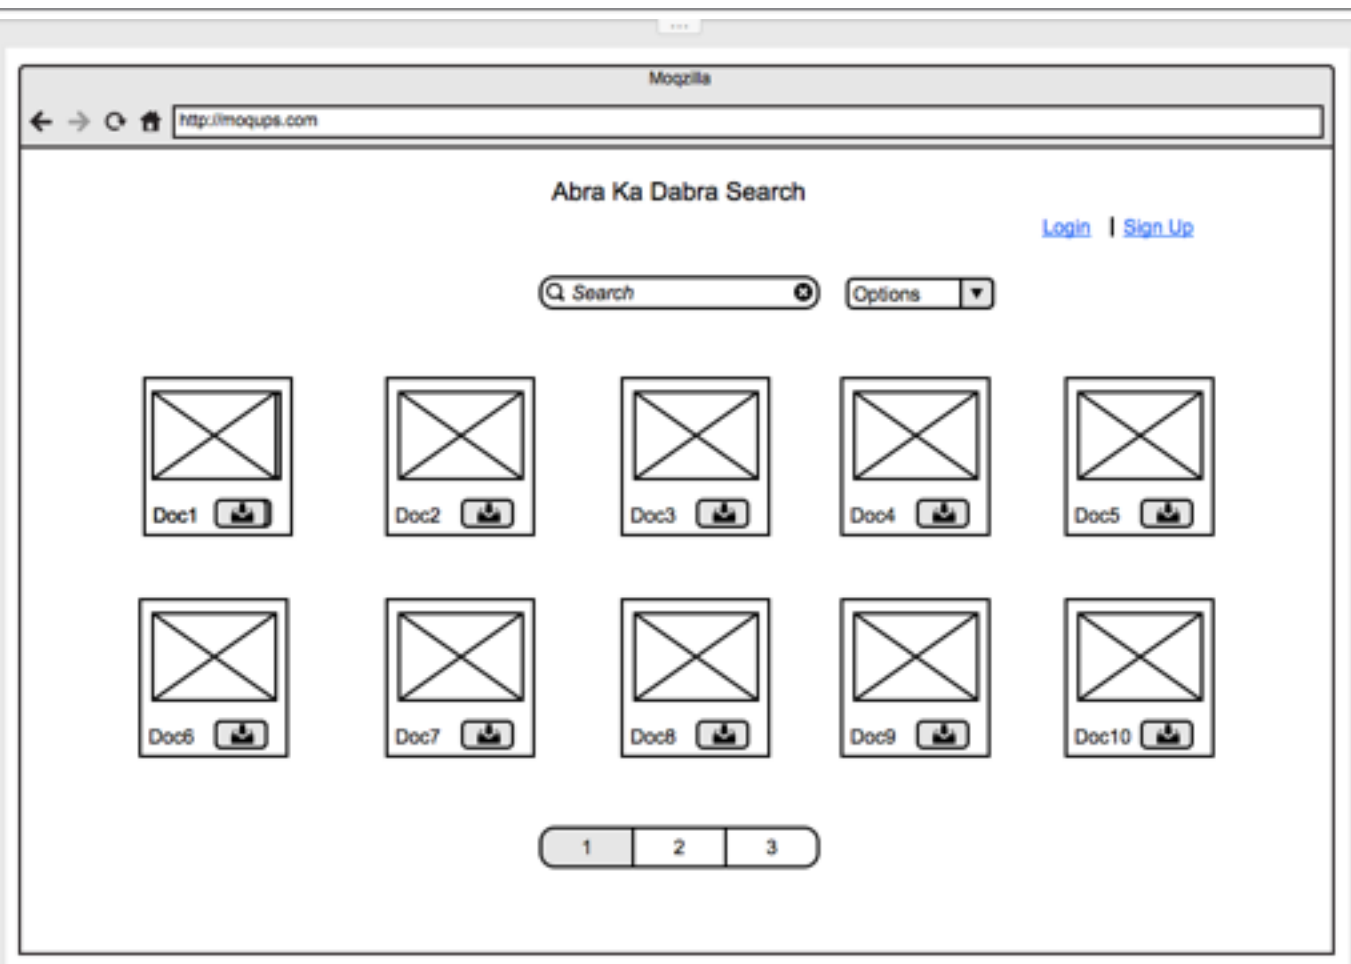 Moqzilla
http://moqups.com
Abra Ka Dabra Search
Login | Sign Up
Search Options
Doc1 Doc2 Doc3 Doc4 Doc5
Doc6 Doc7 Doc8 Doc9 Doc10
1 2 3